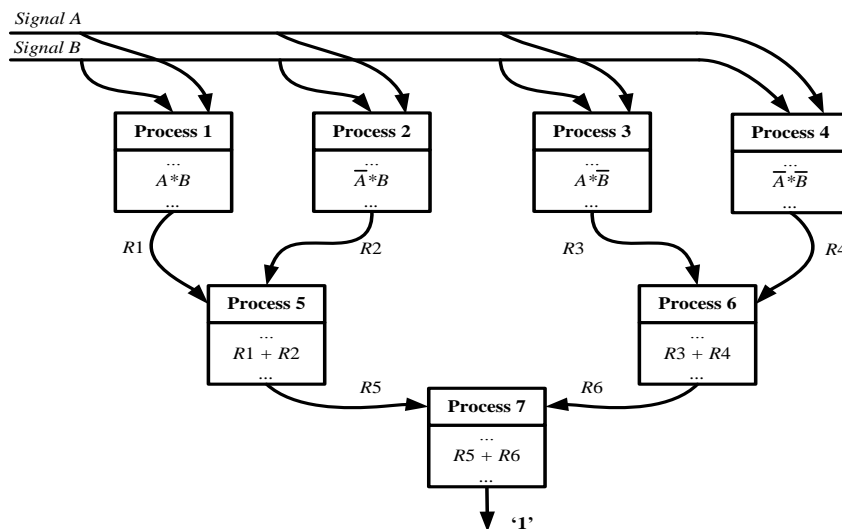 Signal A
Signal B
Process 1
Process 2
Process 3
Process 4
...
A*B
...
...
A̅*B
...
...
A*B̅
...
...
A̅*B̅
...
R1
R2
R3
R4
Process 5
Process 6
...
R1 + R2
...
...
R3 + R4
...
R5
R6
Process 7
...
R5 + R6
...
‘1’